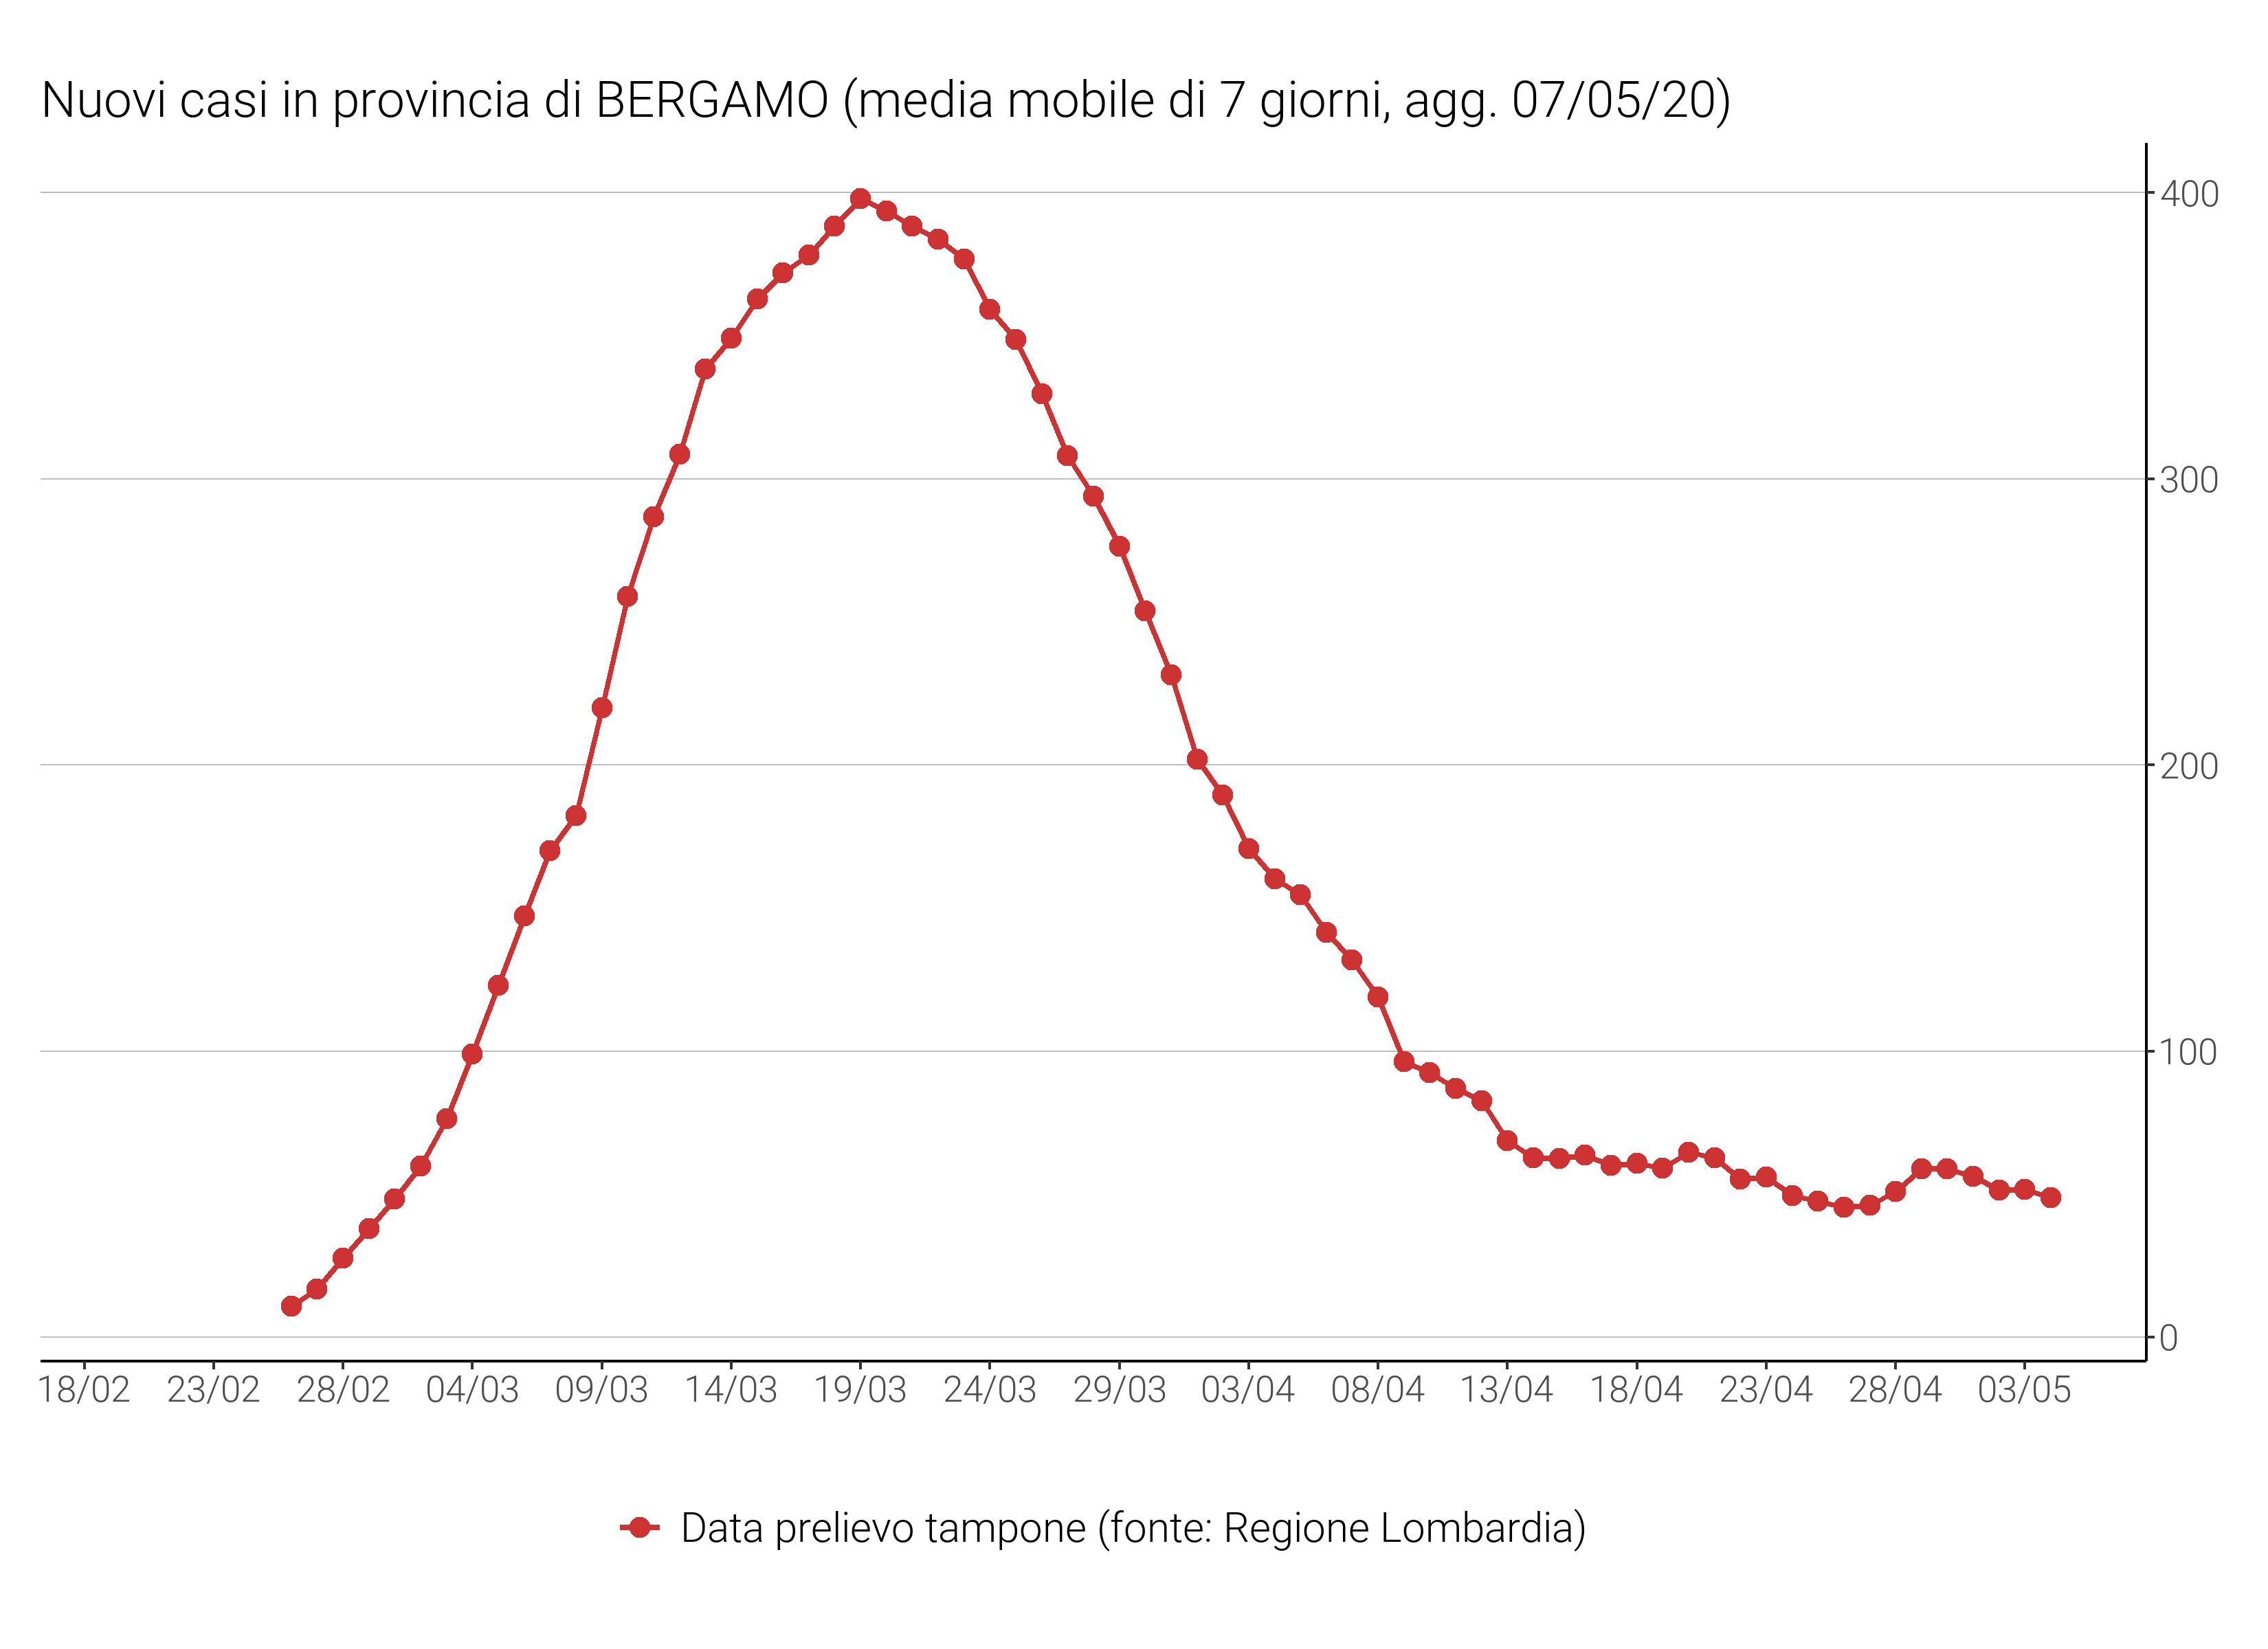 Nuovi casi in provincia di BERGAMO (media mobile di 7 giorni, agg. 07/05/20)
400
300
200
100
0
18/02 23/02 28/02 04/03 09/03 14/03 19/03 24/03 29/03 03/04 08/04 13/04 18/04 23/04 28/04 03/05
Data prelievo tampone (fonte: Regione Lombardia)